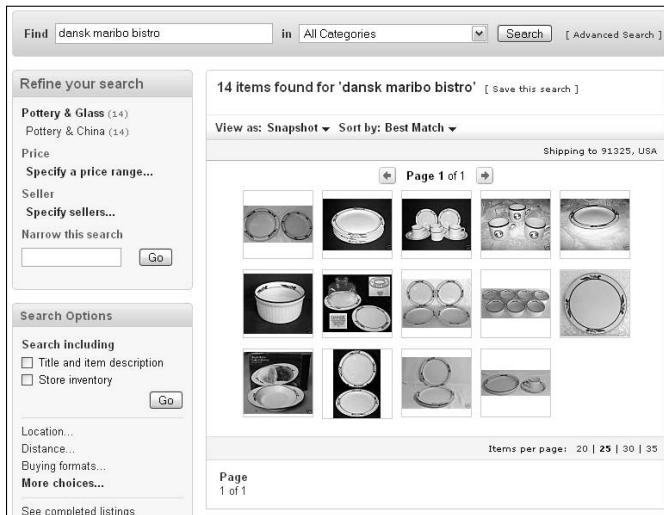 Find dansk maribo bistro in All Categories Search [ Advanced Search ]
Refine your search
Pottery & Glass (14)
Pottery & China (14)
Price
Specify a price range...
Seller
Specify sellers...
Narrow this search
Go
Search Options
Search including
Title and item description
Store inventory
Go
Location...
Distance...
Buying formats...
More choices...
See completed listings
14 items found for 'dansk maribo bistro' [ Save this search ]
View as: Snapshot Sort by: Best Match
Shipping to 91325, USA
Page 1 of 1
Items per page: 20 | 25 | 30 | 35
Page
1 of 1